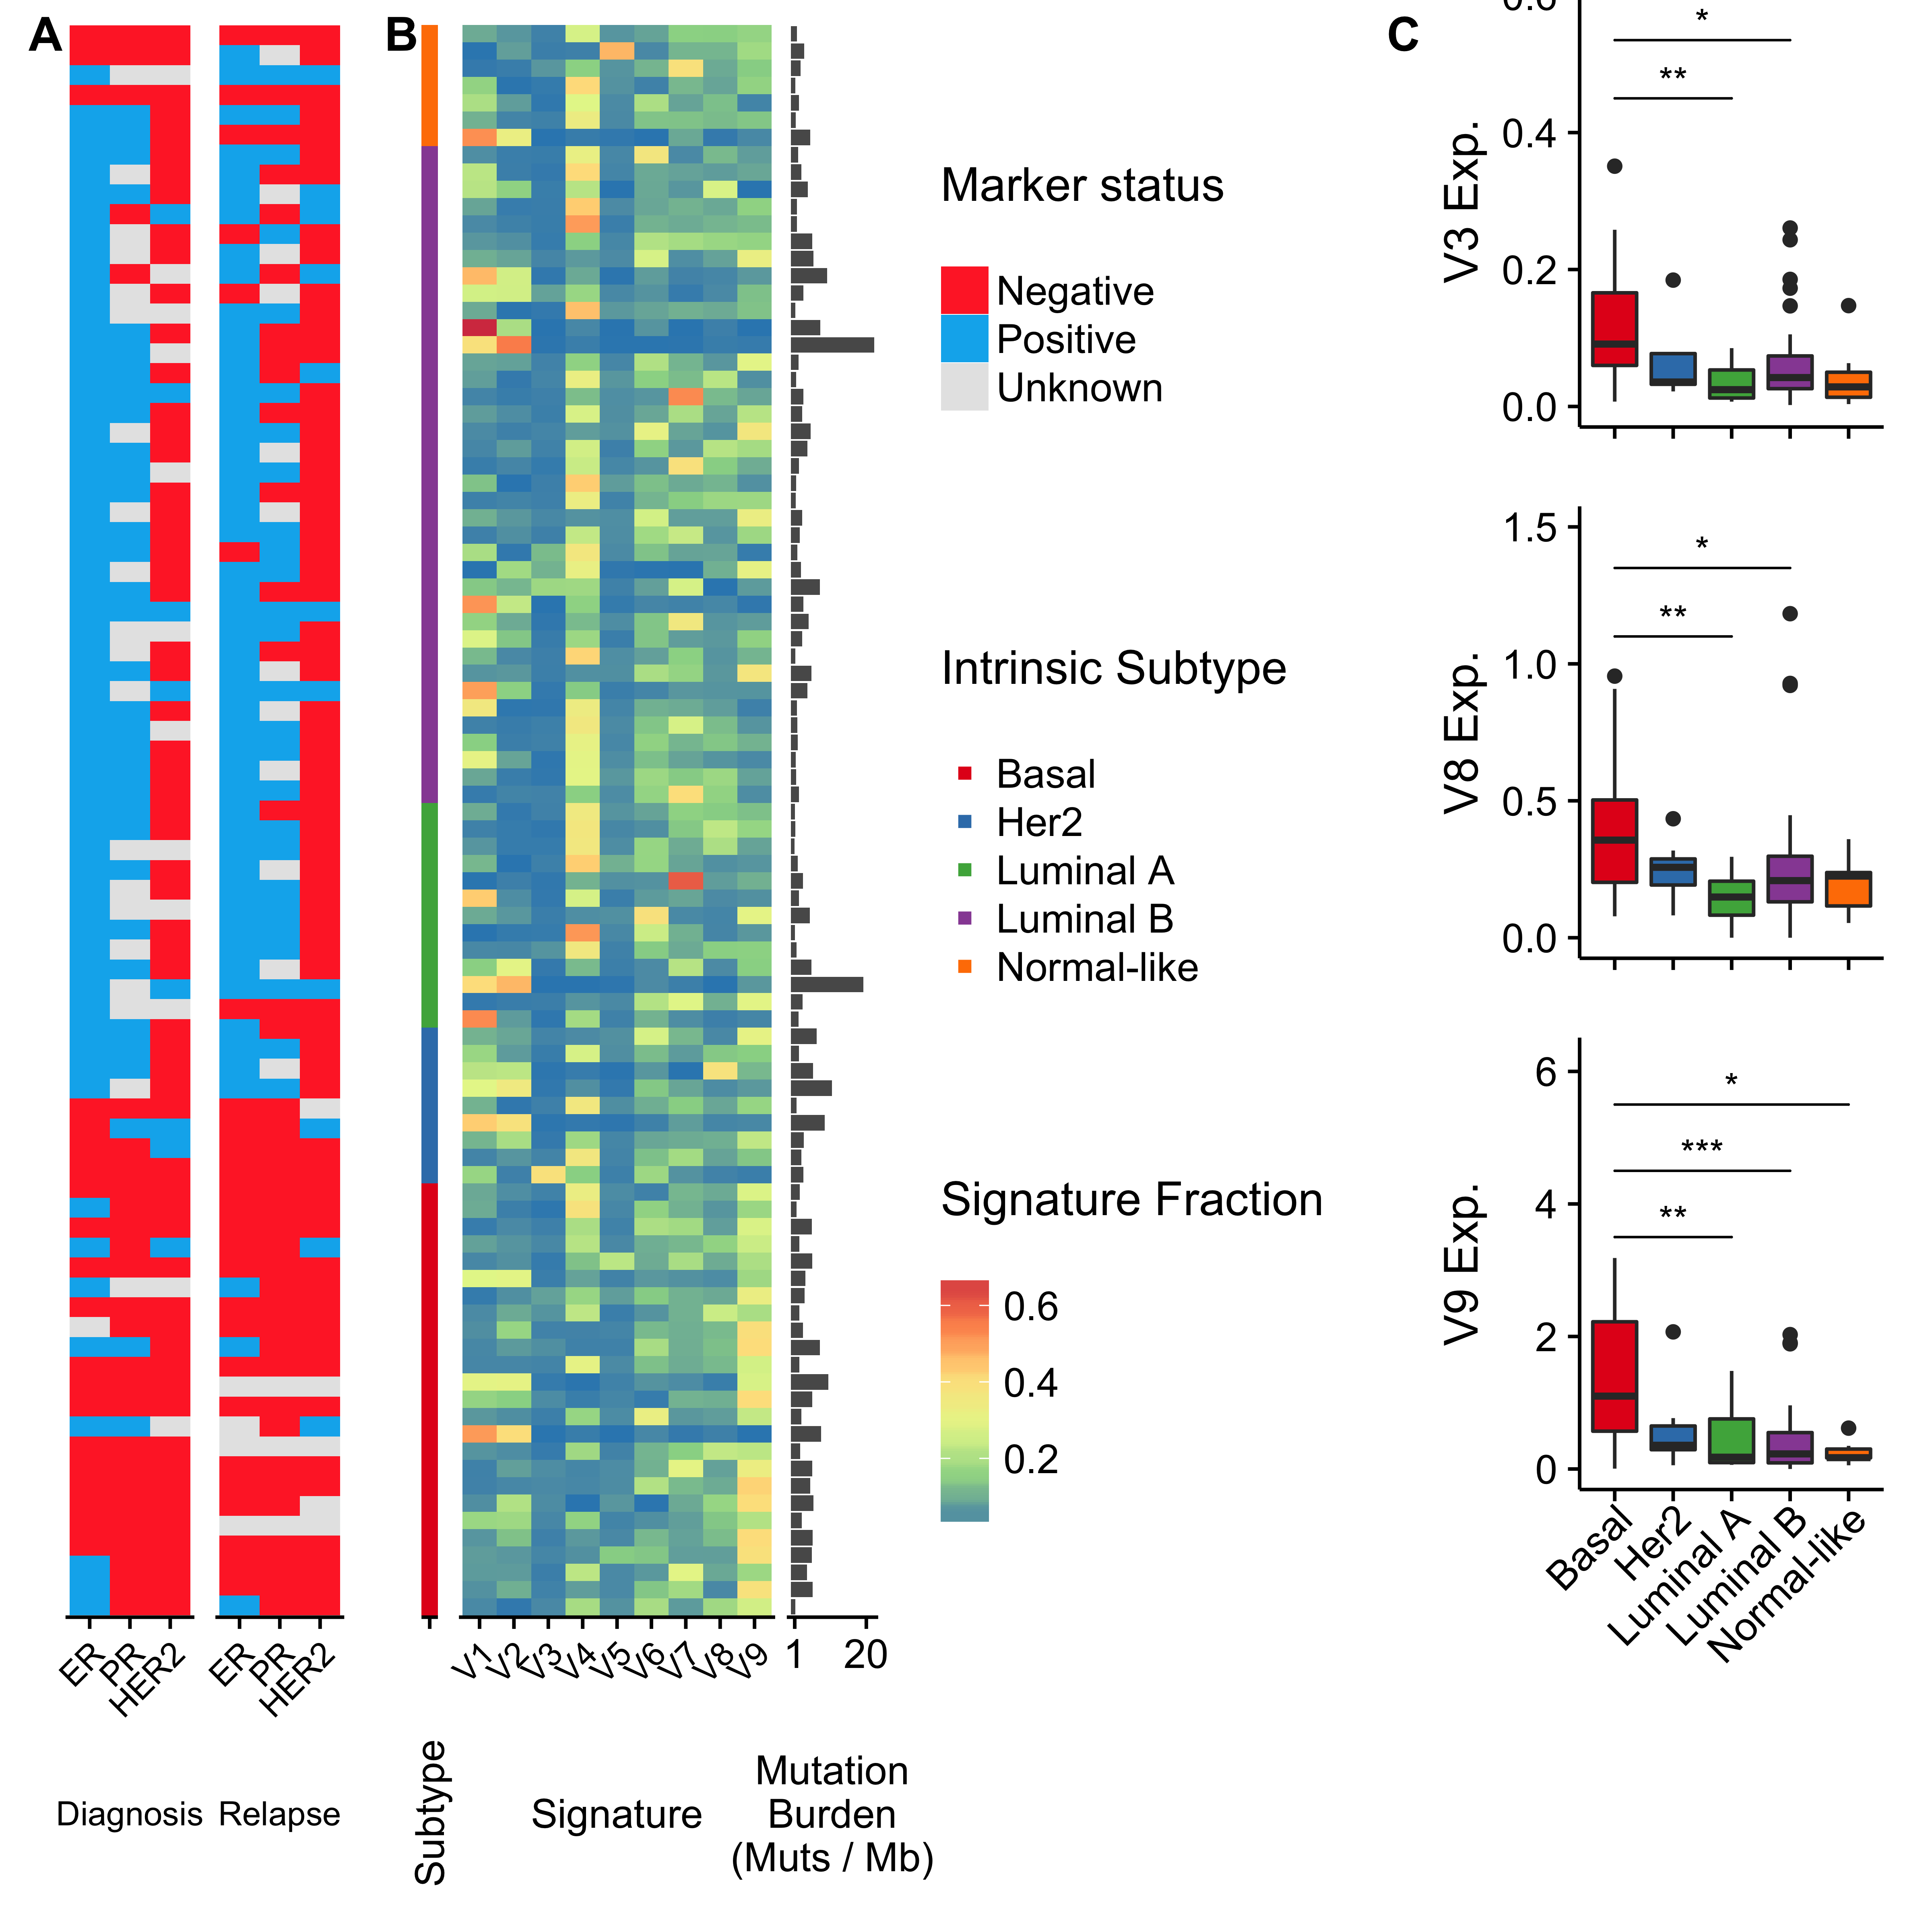 A
B
C
Marker status
Negative
Positive
Unknown
Intrinsic Subtype
Basal
Her2
Luminal A
Luminal B
Normal-like
Signature Fraction
0.6
0.4
0.2
ER
PR
HER2
ER
PR
HER2
Diagnosis
Relapse
Subtype
V1
V2
V3
V4
V5
V6
V7
V8
V9
Signature
1
20
Mutation
Burden
(Muts / Mb)
V3 Exp.
0.6
0.4
0.2
0.0
*
**
V8 Exp.
1.5
1.0
0.5
0.0
*
**
V9 Exp.
6
4
2
0
*
***
**
Basal
Her2
Luminal A
Luminal B
Normal-like